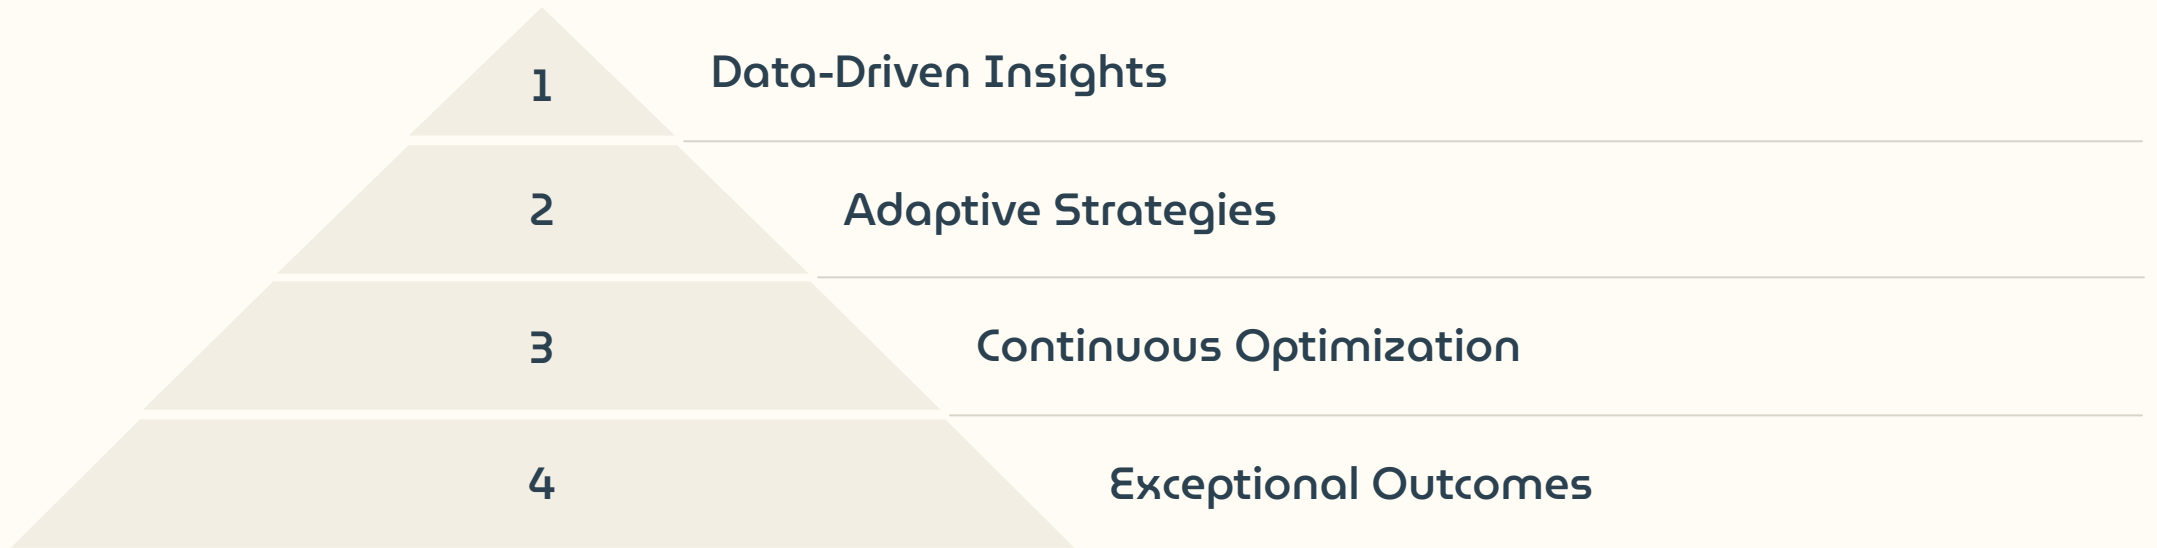 1
Data-Driven Insights
2
Adaptive Strategies
3
Continuous Optimization
4
Exceptional Outcomes